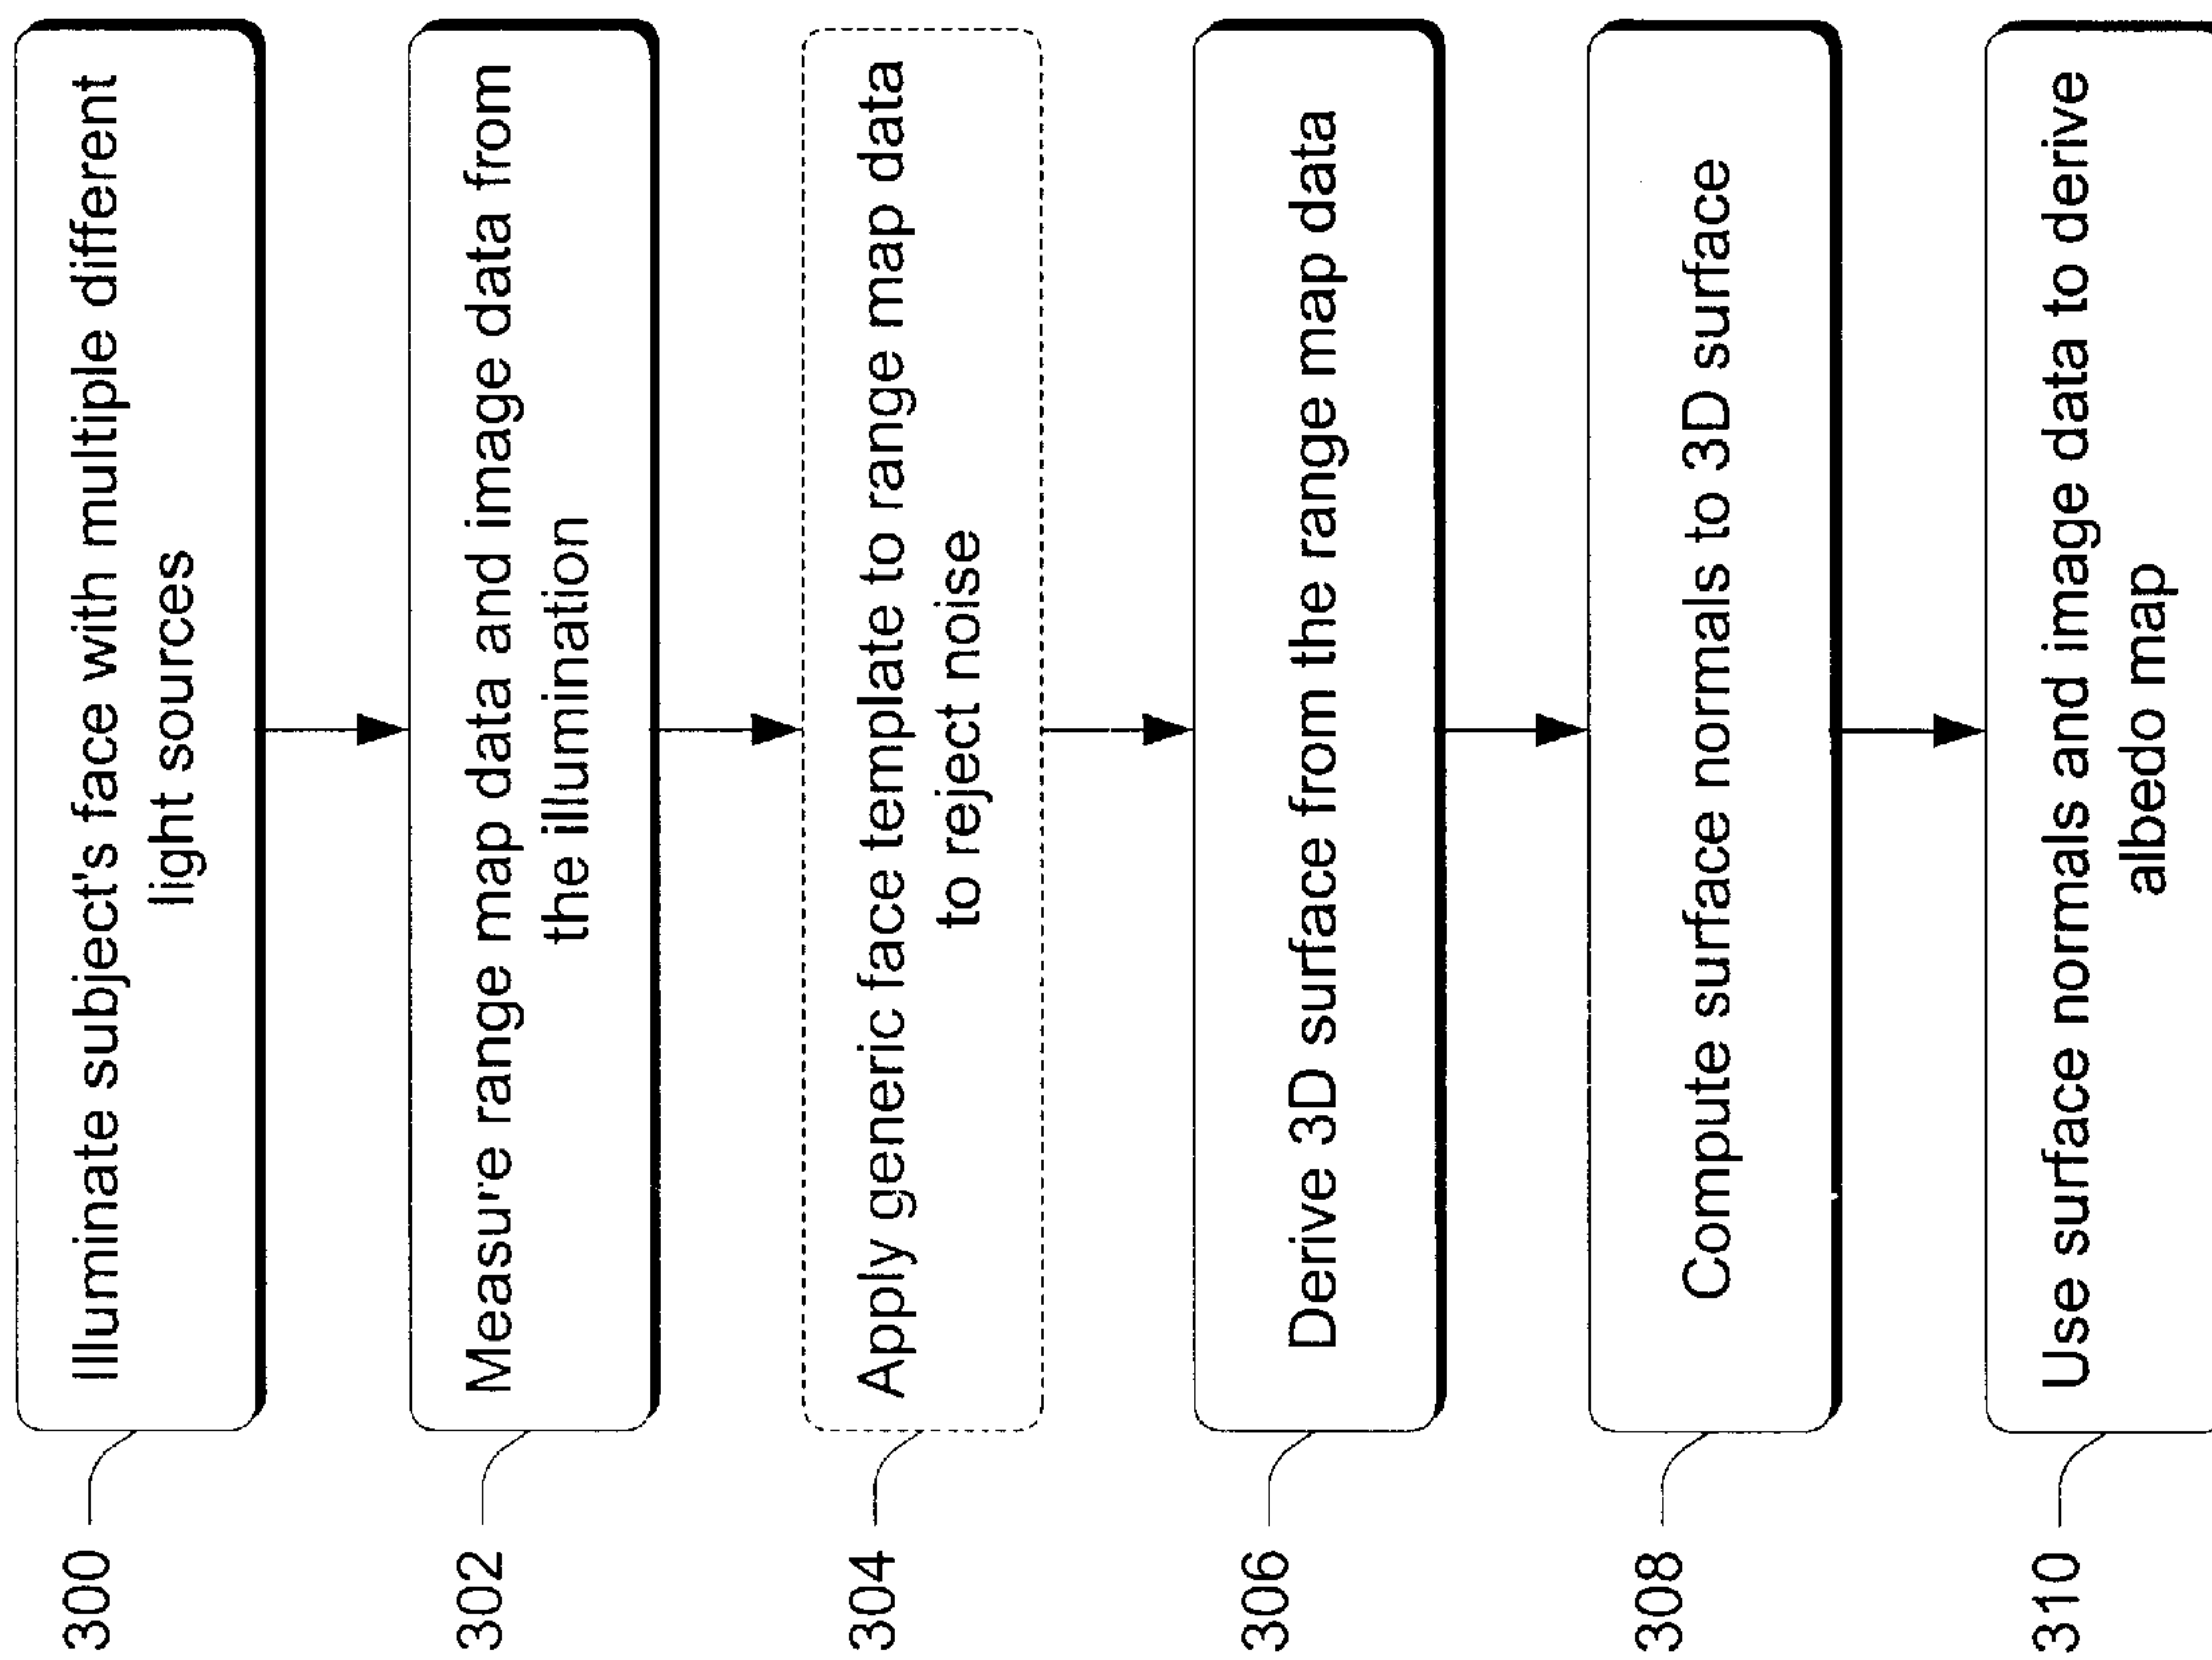 300
Illuminate subject's face with multiple different
light sources
302
Measure range map data and image data from
the illumination
304
Apply generic face template to range map data
to reject noise
306
Derive 3D surface from the range map data
308
Compute surface normals to 3D surface
310
Use surface normals and image data to derive
albedo map